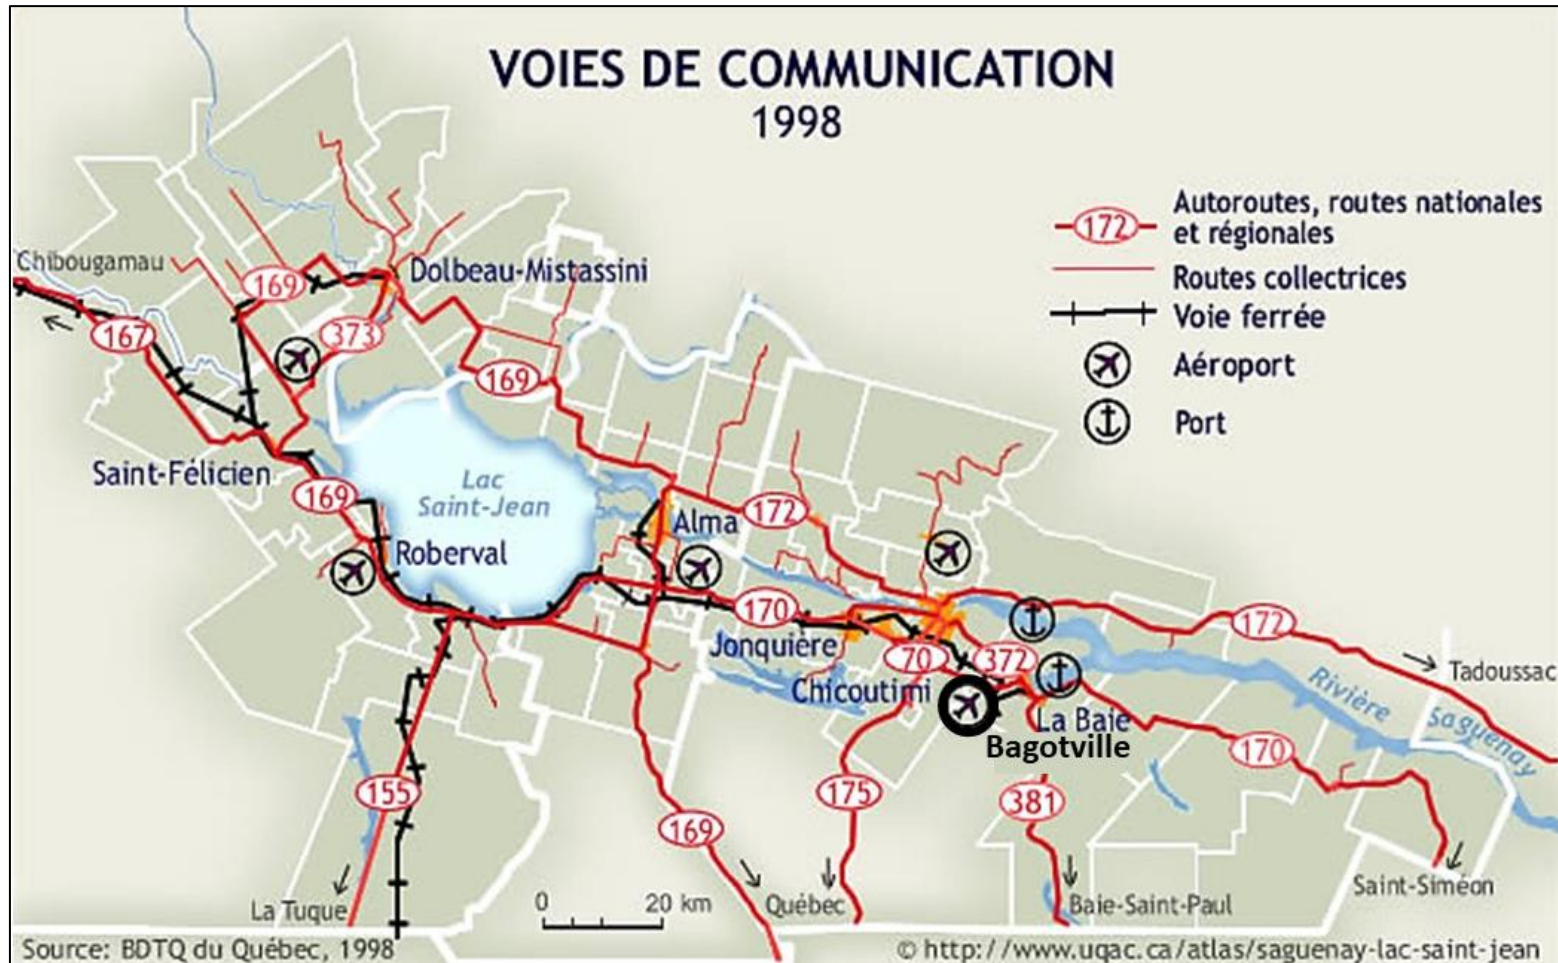 VOIES DE COMMUNICATION
1998
172
Autoroutes, routes nationales
et régionales
Routes collectrices
Voie ferrée
Aéroport
Port
Chibougamau
169
Dolbeau-Mistassini
167
373
169
Saint-Félicien
169
Lac
Saint-Jean
Roberval
Alma
172
170
Jonquière
70
372
172
Tadoussac
Chicoutimi
La Baie
Bagotville
Rivière
Saguenay
170
155
175
381
169
La Tuque
0
20 km
Québec
Baie-Saint-Paul
Saint-Siméon
Source: BDTQ du Québec, 1998
© http://www.uqac.ca/atlas/saguenay-lac-saint-jean